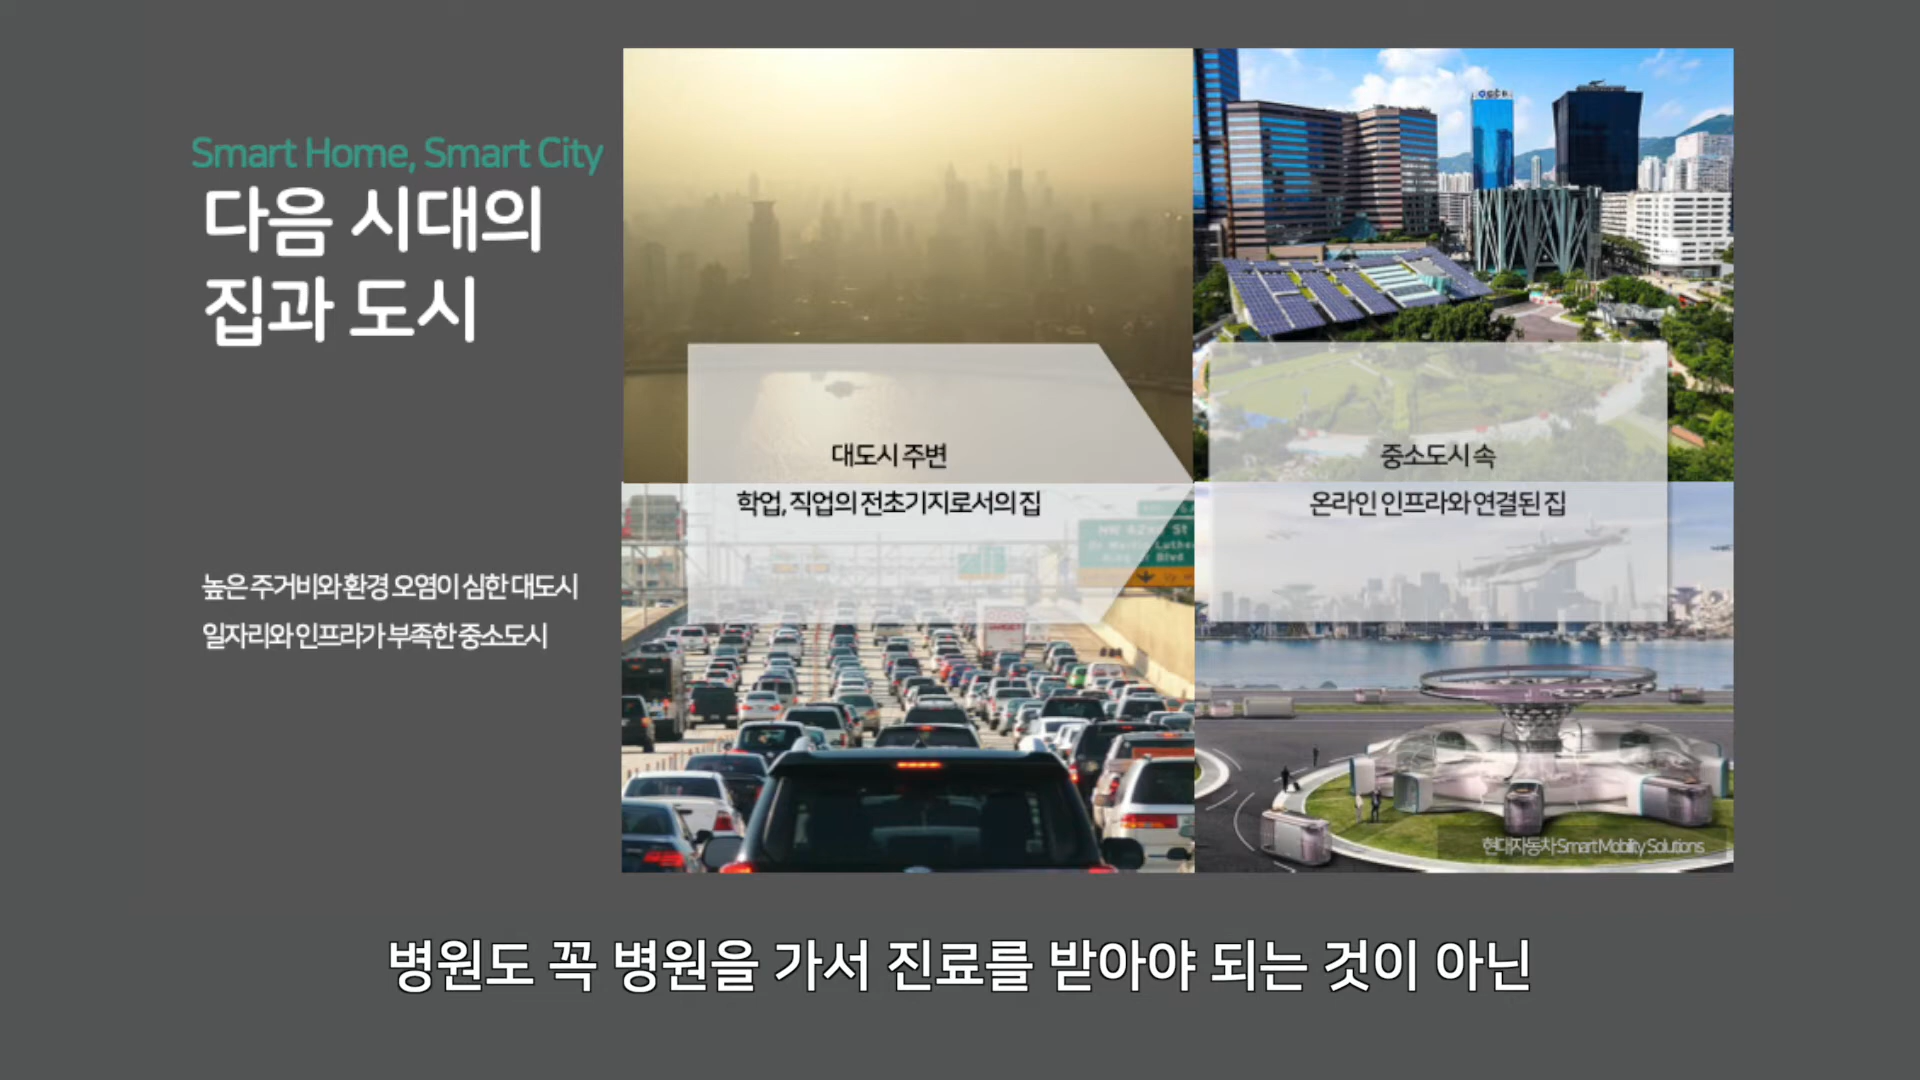 Smart Home, Smart City
다음 시대의
집과 도시
높은 주거비와 환경 오염이 심한 대도시
일자리와 인프라가 부족한 중소도시
대도시 주변
학업, 직업의 전초기지로서의 집
중소도시 속
온라인 인프라와 연결된 집
현대자동차 Smart Mobility Solutions
병원도 꼭 병원을 가서 진료를 받아야 되는 것이 아닌